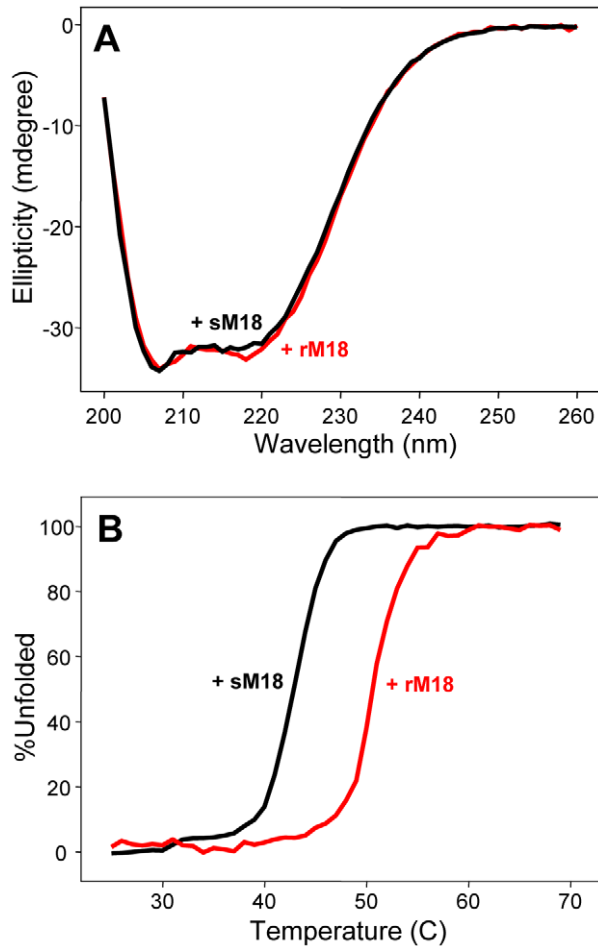 A
0
-10
-20
-30
Ellipticity (mdegree)
+ sM18
+ rM18
200 210 220 230 240 250 260
Wavelength (nm)
B
100
80
60
40
20
0
%Unfolded
+ sM18
+ rM18
30 40 50 60 70
Temperature (C)